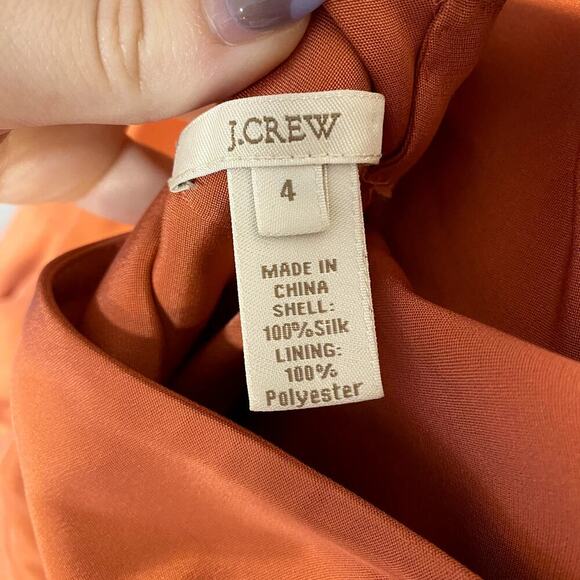 J.CREW
4
MADE IN
CHINA
SHELL:
100%Silk
LINING:
100%
Polyester